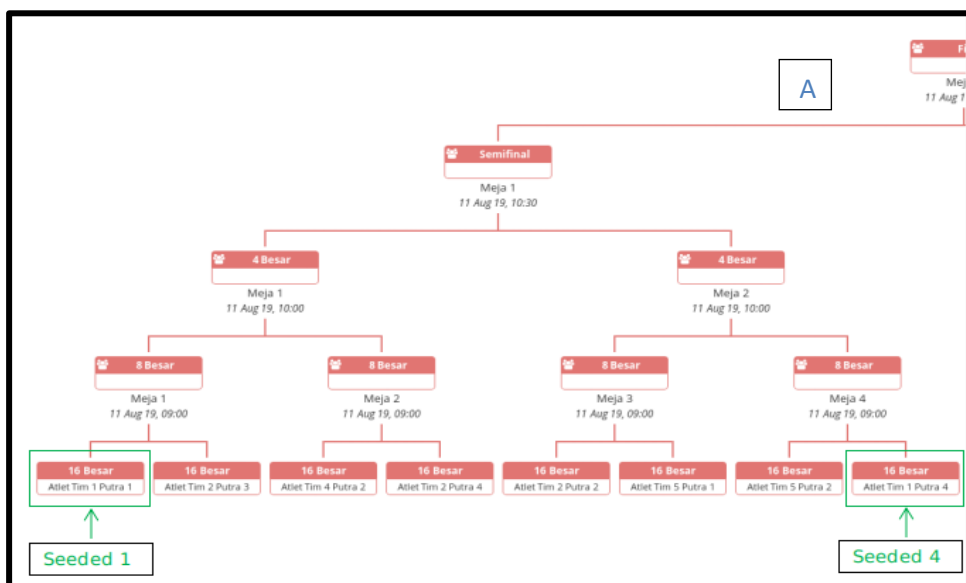 Fi
A
Mej
11 Aug 1
Semifinal
Meja 1
11 Aug 19, 10:30
4 Besar
4 Besar
Meja 1
Meja 2
11 Aug 19, 10:00
11 Aug 19, 10:00
8 Besar
8 Besar
8 Besar
8 Besar
Meja 1
Meja 2
Meja 3
Meja 4
11 Aug 19, 09:00
11 Aug 19, 09:00
11 Aug 19, 09:00
11 Aug 19, 09:00
16 Besar
16 Besar
16 Besar
16 Besar
16 Besar
16 Besar
16 Besar
16 Besar
Atlet Tim 1 Putra 1
Atlet Tim 2 Putra 3
Atlet Tim 4 Putra 2
Atlet Tim 2 Putra 4
Atlet Tim 2 Putra 2
Atlet Tim 5 Putra 1
Atlet Tim 5 Putra 2
Atlet Tim 1 Putra 4
Seeded 1
Seeded 4